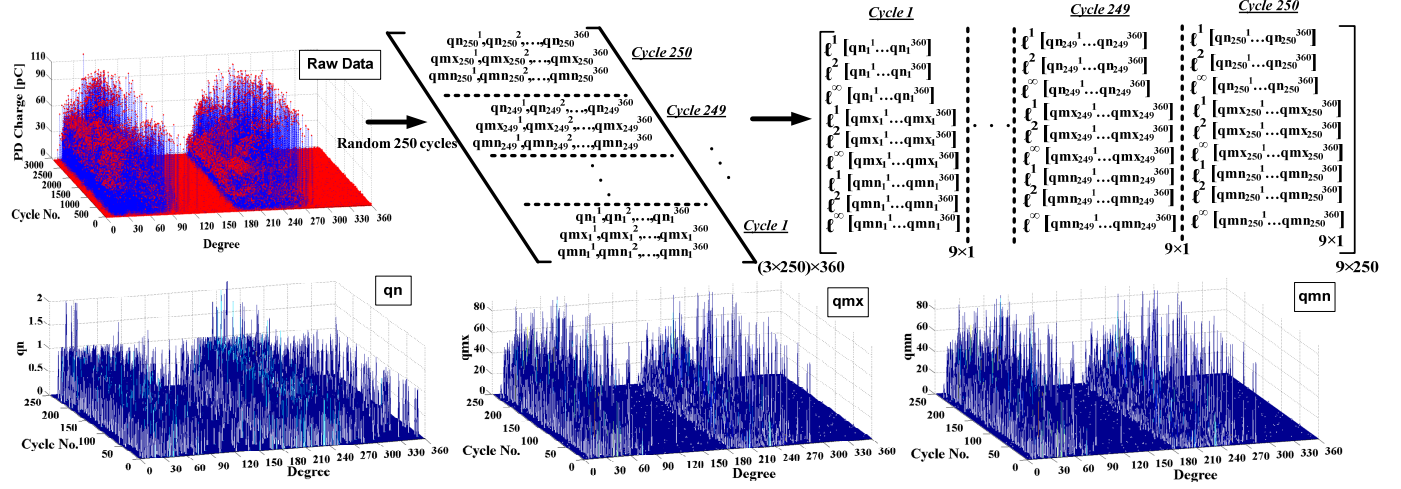 Raw Data
PD Charge [pC]
110
90
60
30
0
3000
2500
2000
1500
1000
500
0
Cycle No.
0 30 60 90 120 150 180 210 240 270 300 330 360
Degree
Random 250 cycles
qn₂₅₀¹,qn₂₅₀²,…,qn₂₅₀³⁶⁰
qmx₂₅₀¹,qmx₂₅₀²,…,qmx₂₅₀³⁶⁰
qmn₂₅₀¹,qmn₂₅₀²,…,qmn₂₅₀³⁶⁰
Cycle 250
qn₂₄₉¹,qn₂₄₉²,…,qn₂₄₉³⁶⁰
qmx₂₄₉¹,qmx₂₄₉²,…,qmx₂₄₉³⁶⁰
qmn₂₄₉¹,qmn₂₄₉²,…,qmn₂₄₉³⁶⁰
Cycle 249
qn₁¹,qn₁²,…,qn₁³⁶⁰
qmx₁¹,qmx₁²,…,qmx₁³⁶⁰
qmn₁¹,qmn₁²,…,qmn₁³⁶⁰
Cycle 1
(3×250)×360
Cycle 1
ℓ¹ [qn₁¹…qn₁³⁶⁰]
ℓ² [qn₁¹…qn₁³⁶⁰]
ℓ∞ [qn₁¹…qn₁³⁶⁰]
ℓ¹ [qmx₁¹…qmx₁³⁶⁰]
ℓ² [qmx₁¹…qmx₁³⁶⁰]
ℓ∞ [qmx₁¹…qmx₁³⁶⁰]
ℓ¹ [qmn₁¹…qmn₁³⁶⁰]
ℓ² [qmn₁¹…qmn₁³⁶⁰]
ℓ∞ [qmn₁¹…qmn₁³⁶⁰]
9×1
Cycle 249
ℓ¹ [qn₂₄₉¹…qn₂₄₉³⁶⁰]
ℓ² [qn₂₄₉¹…qn₂₄₉³⁶⁰]
ℓ∞ [qn₂₄₉¹…qn₂₄₉³⁶⁰]
ℓ¹ [qmx₂₄₉¹…qmx₂₄₉³⁶⁰]
ℓ² [qmx₂₄₉¹…qmx₂₄₉³⁶⁰]
ℓ∞ [qmx₂₄₉¹…qmx₂₄₉³⁶⁰]
ℓ¹ [qmn₂₄₉¹…qmn₂₄₉³⁶⁰]
ℓ² [qmn₂₄₉¹…qmn₂₄₉³⁶⁰]
ℓ∞ [qmn₂₄₉¹…qmn₂₄₉³⁶⁰]
9×1
Cycle 250
ℓ¹ [qn₂₅₀¹…qn₂₅₀³⁶⁰]
ℓ² [qn₂₅₀¹…qn₂₅₀³⁶⁰]
ℓ∞ [qn₂₅₀¹…qn₂₅₀³⁶⁰]
ℓ¹ [qmx₂₅₀¹…qmx₂₅₀³⁶⁰]
ℓ² [qmx₂₅₀¹…qmx₂₅₀³⁶⁰]
ℓ∞ [qmx₂₅₀¹…qmx₂₅₀³⁶⁰]
ℓ¹ [qmn₂₅₀¹…qmn₂₅₀³⁶⁰]
ℓ² [qmn₂₅₀¹…qmn₂₅₀³⁶⁰]
ℓ∞ [qmn₂₅₀¹…qmn₂₅₀³⁶⁰]
9×1
9×250
qn
qn
2
1.5
1
0.5
0
250
200
150
100
50
0
Cycle No.
0 30 60 90 120 150 180 210 240 270 300 330 360
Degree
qmx
qmx
80
60
40
20
0
250
200
150
100
50
0
Cycle No.
0 30 60 90 120 150 180 210 240 270 300 330 360
Degree
qmn
qmn
80
60
40
20
0
250
200
150
100
50
0
Cycle No.
0 30 60 90 120 150 180 210 240 270 300 330 360
Degree